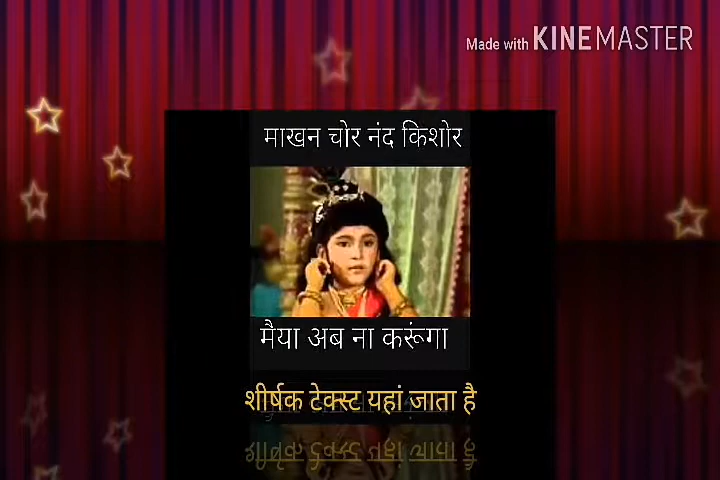 Made with KINEMASTER
माखन चोर नंद किशोर
मैया अब ना करूंगा
शीर्षक टेक्स्ट यहां जाता है